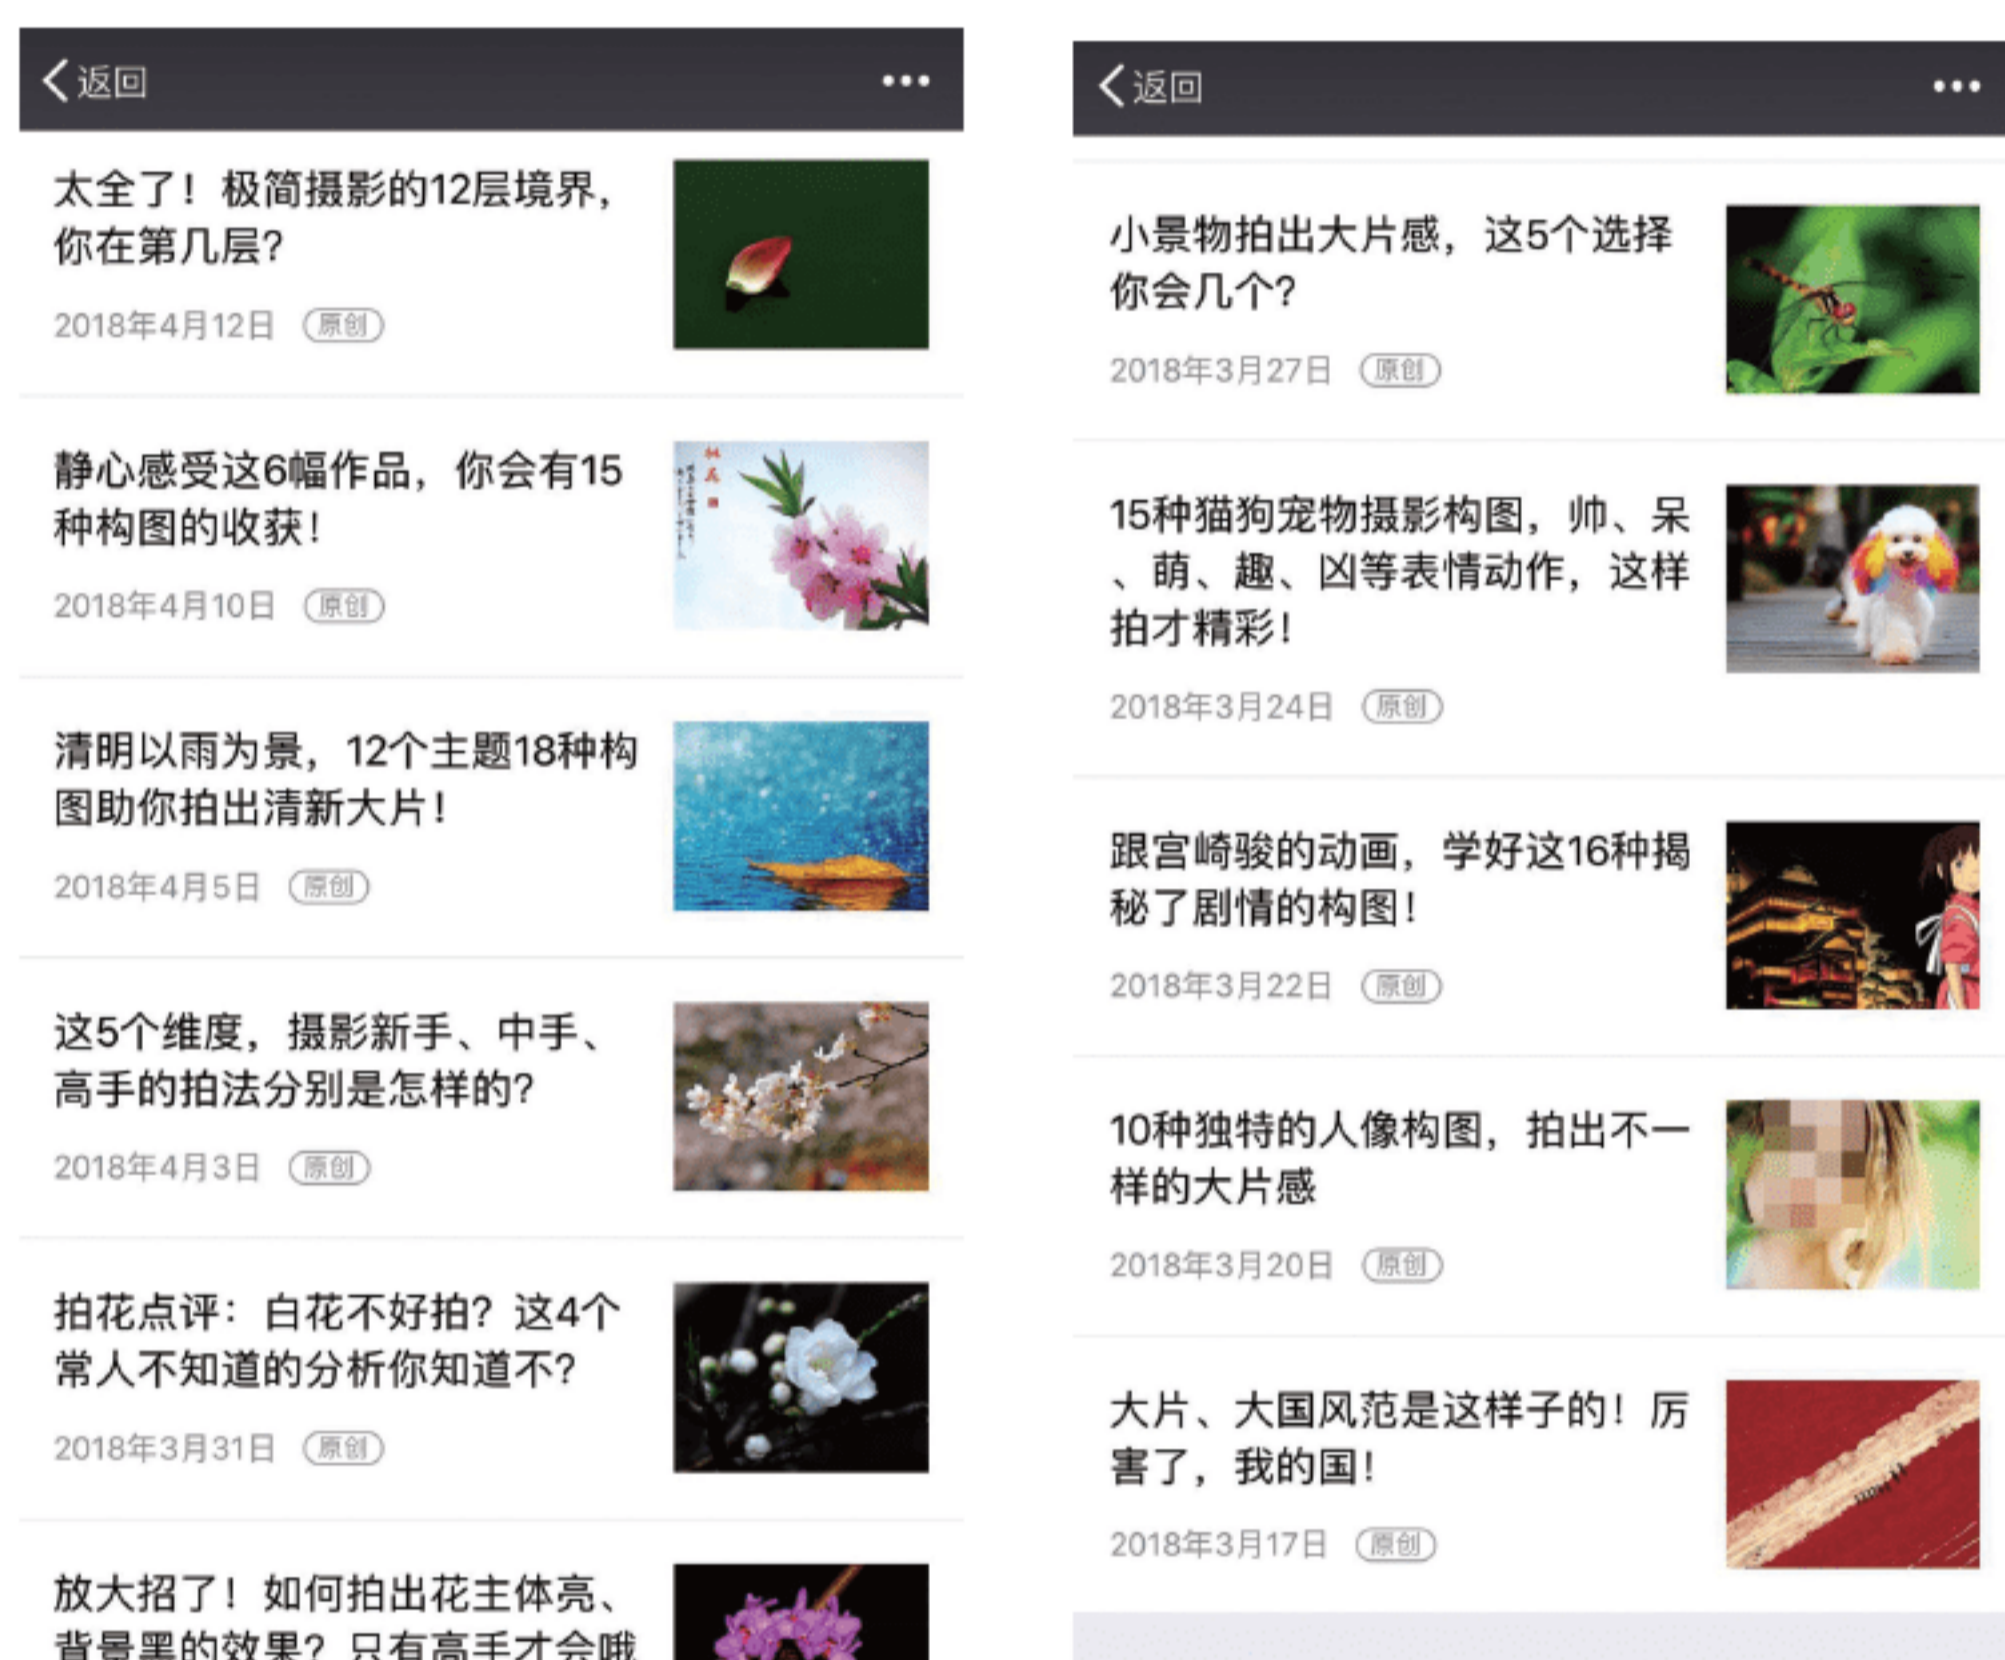 返回
太全了！极简摄影的12层境界，
你在第几层？
2018年4月12日 原创
静心感受这6幅作品，你会有15
种构图的收获！
2018年4月10日 原创
清明以雨为景，12个主题18种构
图助你拍出清新大片！
2018年4月5日 原创
这5个维度，摄影新手、中手、
高手的拍法分别是怎样的？
2018年4月3日 原创
拍花点评：白花不好拍？这4个
常人不知道的分析你知道不？
2018年3月31日 原创
放大招了！如何拍出花主体亮、
背景黑的效果？只有高手才会哦
返回
小景物拍出大片感，这5个选择
你会几个？
2018年3月27日 原创
15种猫狗宠物摄影构图，帅、呆
、萌、趣、凶等表情动作，这样
拍才精彩！
2018年3月24日 原创
跟宫崎骏的动画，学好这16种揭
秘了剧情的构图！
2018年3月22日 原创
10种独特的人像构图，拍出不一
样的大片感
2018年3月20日 原创
大片、大国风范是这样子的！厉
害了，我的国！
2018年3月17日 原创